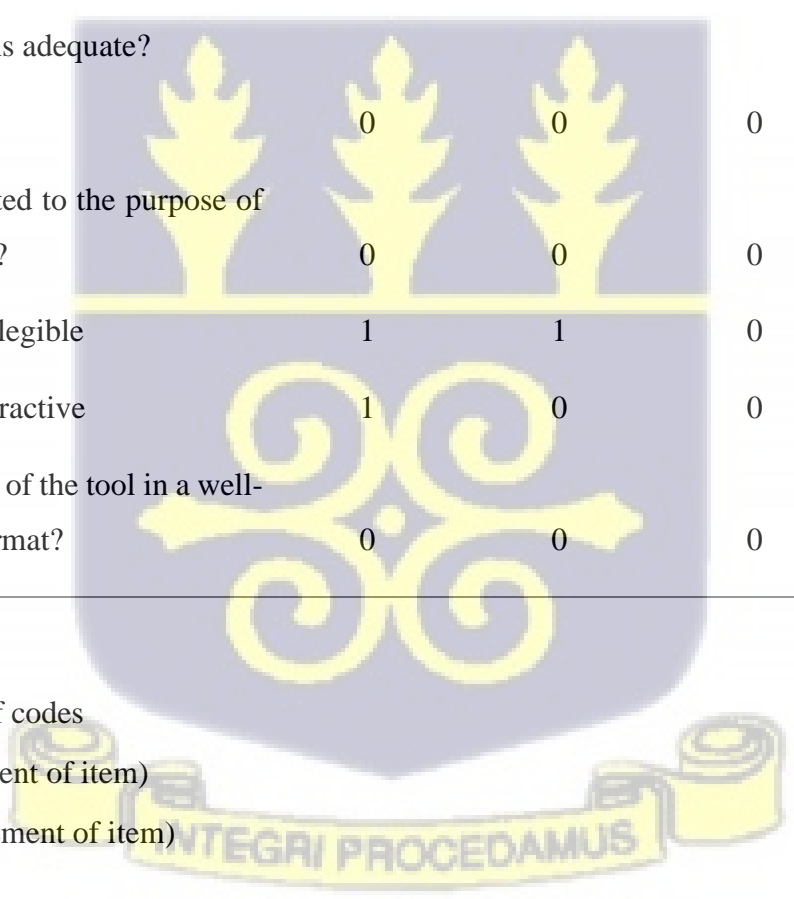 s adequate?
0 0 0
ted to the purpose of
? 0 0 0
legible 1 1 0
ractive 1 0 0
of the tool in a well-
rmat? 0 0 0
f codes
ent of item)
ment of item)
INTEGRI PROCEDAMUS